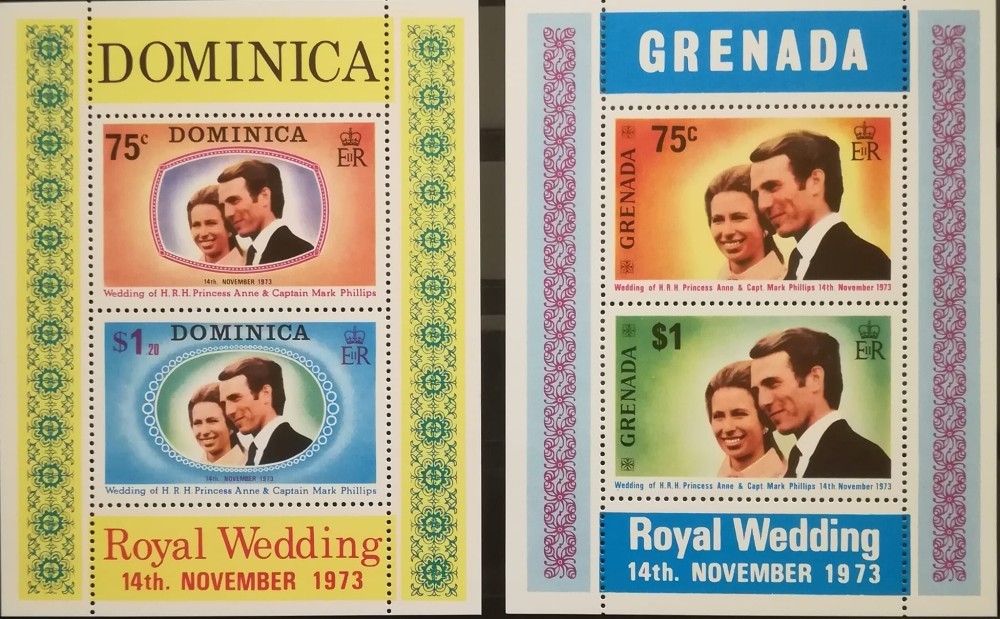 DOMINICA
75c
DOMINICA
EIIR
14th. NOVEMBER 1973
Wedding of H.R.H. Princess Anne & Captain Mark Phillips
$1.20
DOMINICA
EIIR
14th. NOVEMBER 1973
Wedding of H.R.H. Princess Anne & Captain Mark Phillips
Royal Wedding
14th. NOVEMBER 1973
GRENADA
75c
GRENADA
EIIR
Wedding of H.R.H. Princess Anne & Capt. Mark Phillips 14th November 1973
$1
GRENADA
EIIR
Wedding of H.R.H. Princess Anne & Capt. Mark Phillips 14th November 1973
Royal Wedding
14th. NOVEMBER 1973